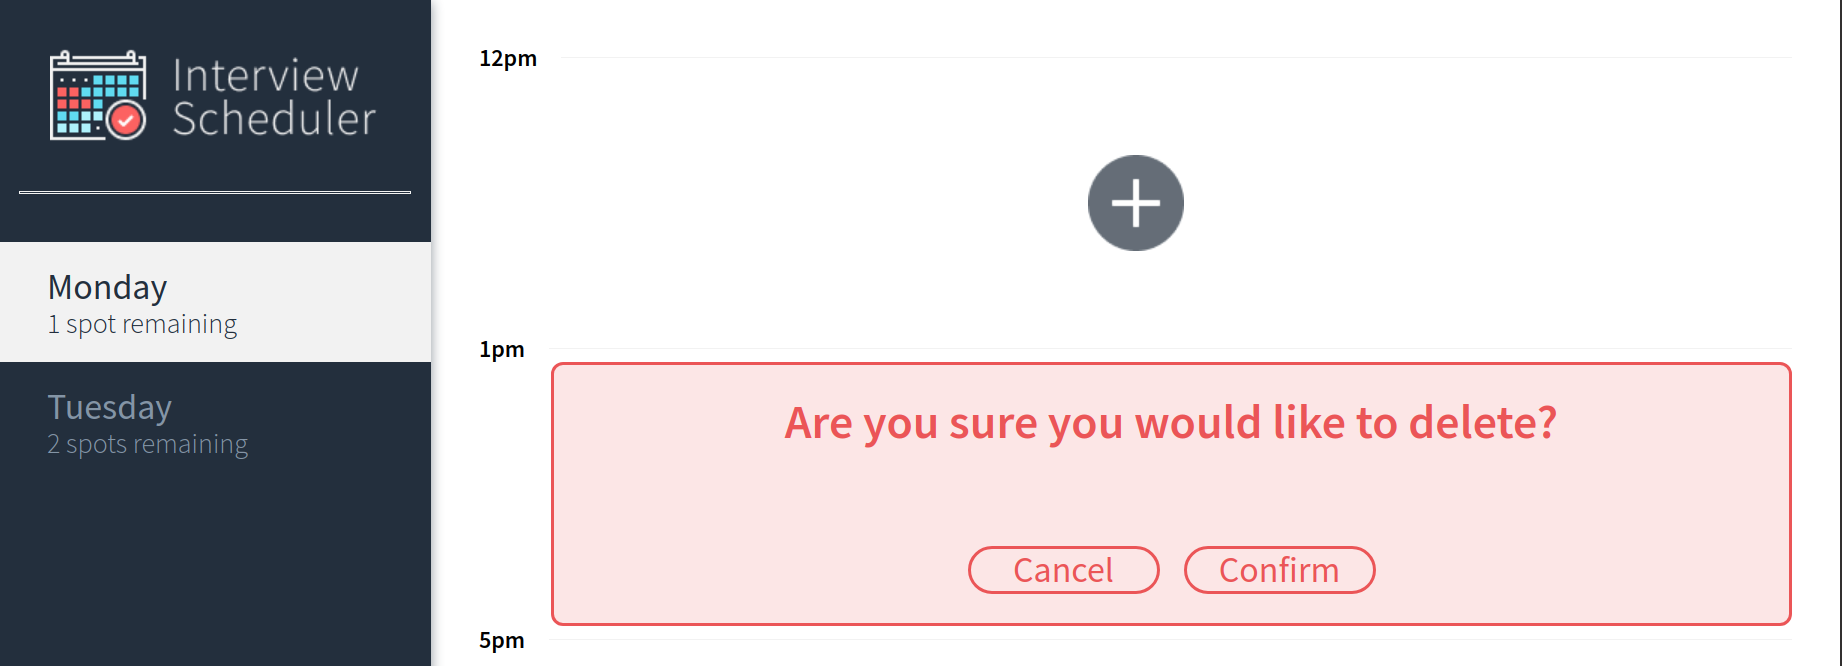 Interview
Scheduler
Monday
1 spot remaining
Tuesday
2 spots remaining
12pm
1pm
Are you sure you would like to delete?
Cancel Confirm
5pm